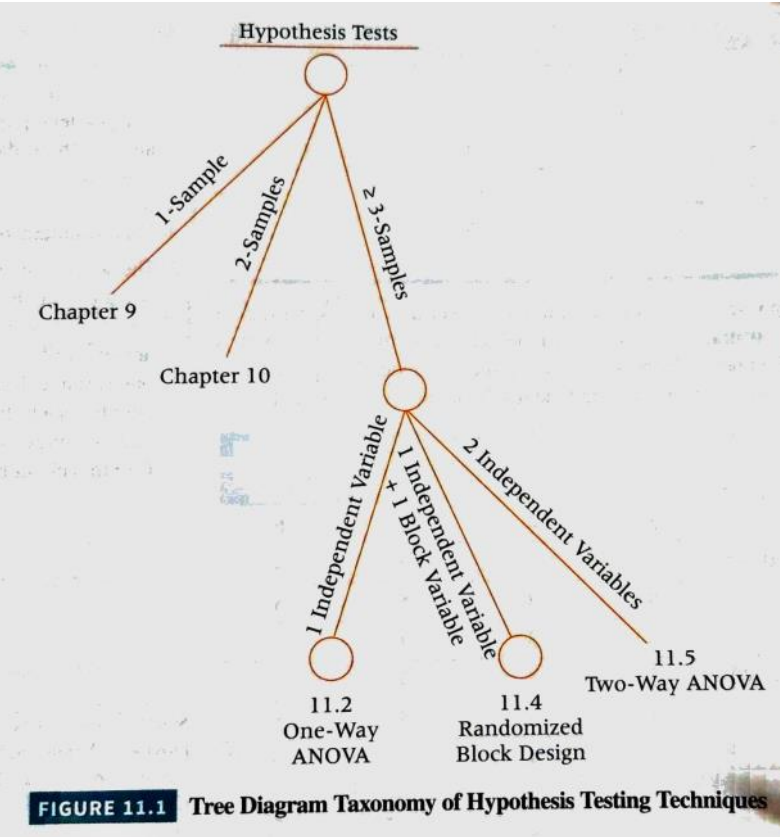 Hypothesis Tests
1-Sample
2-Samples
≥ 3-Samples
Chapter 9
Chapter 10
1 Independent Variable
1 Independent Variable
+ 1 Block Variable
2 Independent Variables
11.2
One-Way
ANOVA
11.4
Randomized
Block Design
11.5
Two-Way ANOVA
FIGURE 11.1 Tree Diagram Taxonomy of Hypothesis Testing Techniques